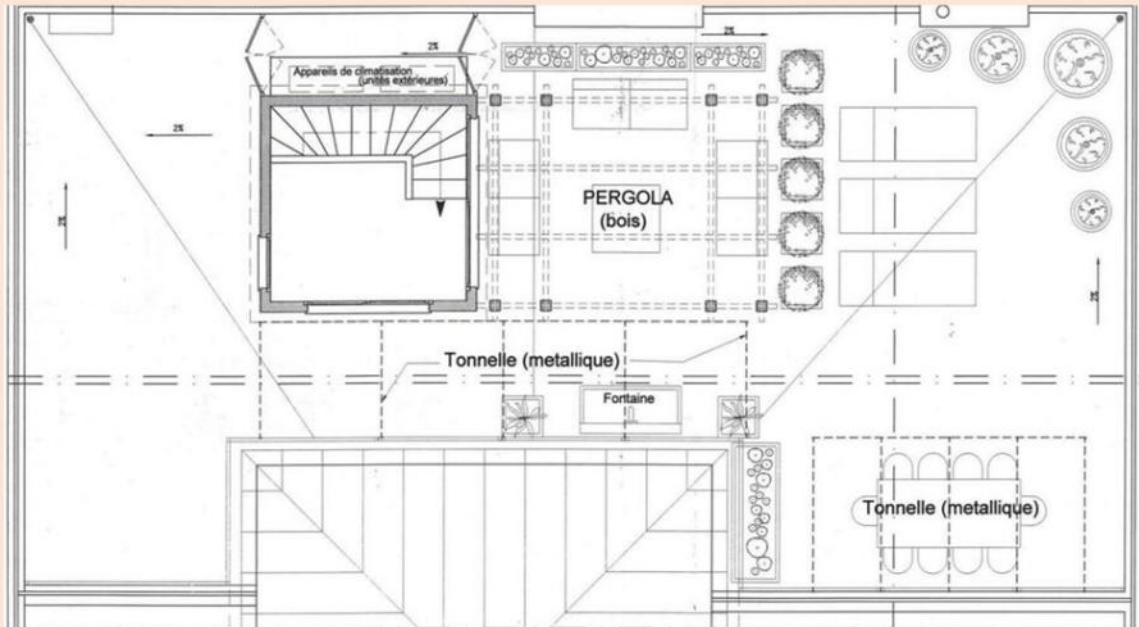 2%
2%
Appareils de climatisation
(unités extérieures)
2%
2%
PERGOLA
(bois)
2%
Tonnelle (metallique)
Fontaine
Tonnelle (metallique)